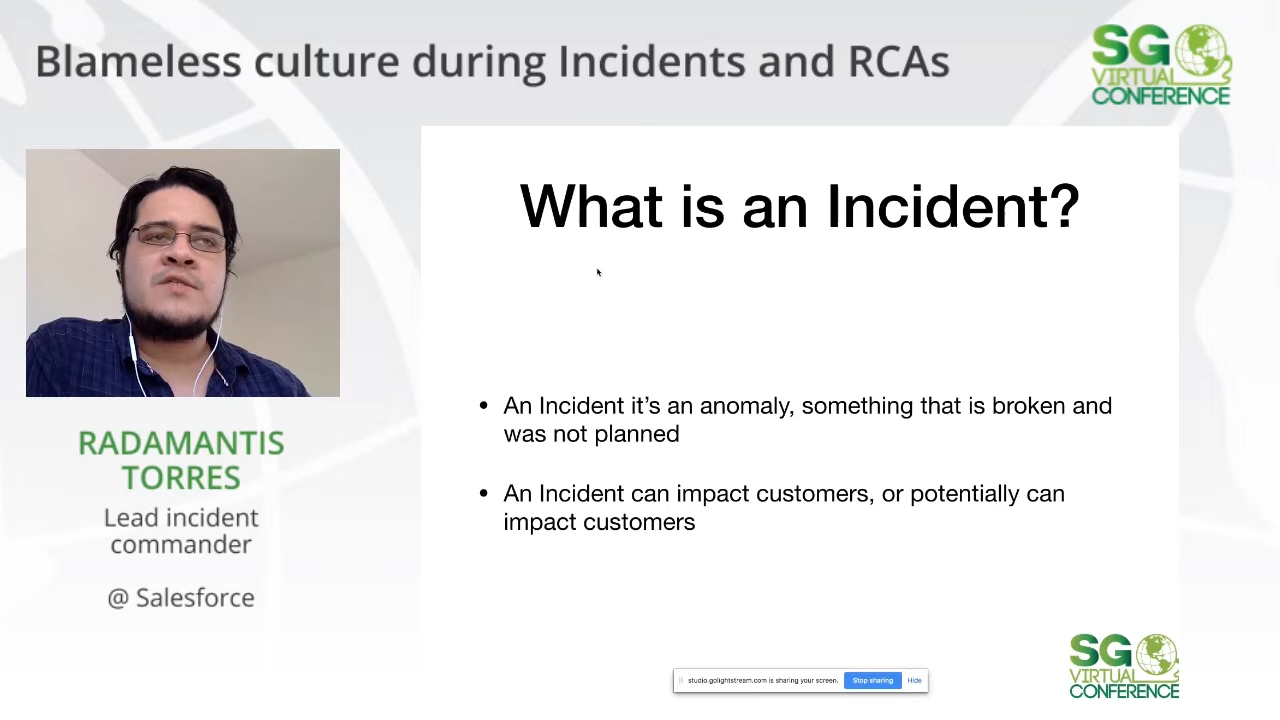 Blameless culture during Incidents and RCAs
SG
VIRTUAL
CONFERENCE
What is an Incident?
• An Incident it’s an anomaly, something that is broken and
was not planned
• An Incident can impact customers, or potentially can
impact customers
RADAMANTIS
TORRES
Lead incident
commander
@ Salesforce
studio.golightstream.com is sharing your screen.
Stop sharing
Hide
SG
VIRTUAL
CONFERENCE